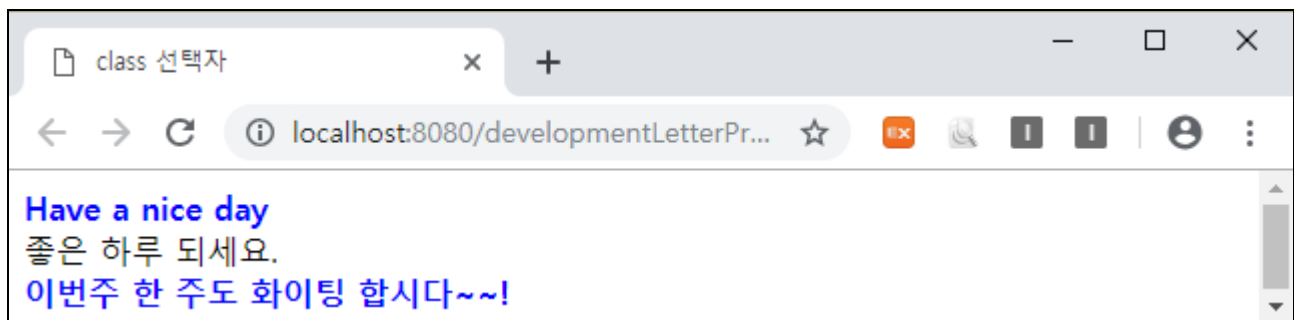 class 선택자
localhost:8080/developmentLetterPr...
Have a nice day
좋은 하루 되세요.
이번주 한 주도 화이팅 합시다~~!